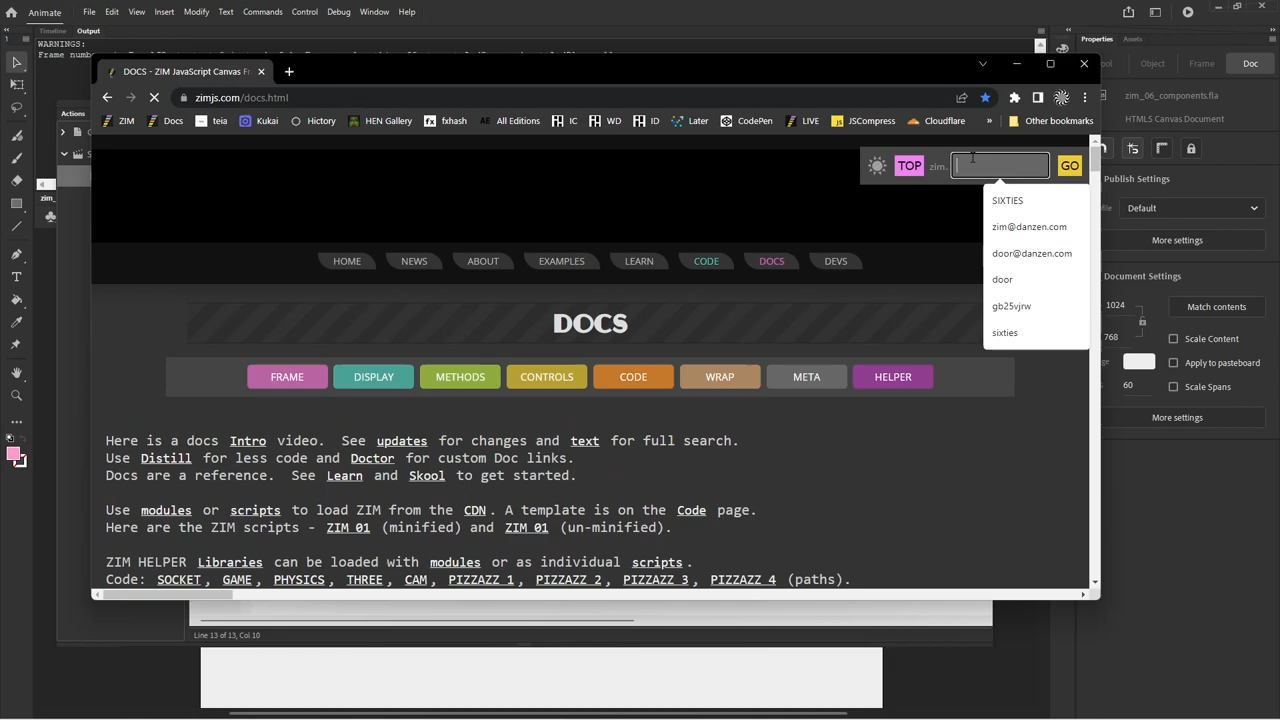 Animate File Edit View Insert Modify Text Commands Control Debug Window Help
Timeline Output
Properties Assets
WARNINGS:
Object Frame Doc
DOCS - ZIM JavaScript Canvas Fr
zimjs.com/docs.html
zim_06_components.fla
HTML5 Canvas Document
Actions
ZIM Docs teia Kukai Hictory HEN Gallery fxhash All Editions IC WD ID Later CodePen LIVE JSCompress Cloudflare » Other bookmarks
TOP zim. GO
Publish Settings
SIXTIES
zim@danzen.com
door@danzen.com
door
gb25vjrw
sixties
Default
More settings
HOME NEWS ABOUT EXAMPLES LEARN CODE DOCS DEVS
Document Settings
1024 Match contents
768 Scale Content
Apply to pasteboard
60 Scale Spans
More settings
DOCS
FRAME DISPLAY METHODS CONTROLS CODE WRAP META HELPER
Here is a docs Intro video. See updates for changes and text for full search.
Use Distill for less code and Doctor for custom Doc links.
Docs are a reference. See Learn and Skool to get started.
Use modules or scripts to load ZIM from the CDN. A template is on the Code page.
Here are the ZIM scripts - ZIM 01 (minified) and ZIM 01 (un-minified).
ZIM HELPER Libraries can be loaded with modules or as individual scripts.
Code: SOCKET, GAME, PHYSICS, THREE, CAM, PIZZAZZ 1, PIZZAZZ 2, PIZZAZZ 3, PIZZAZZ 4 (paths).
Line 13 of 13, Col 10